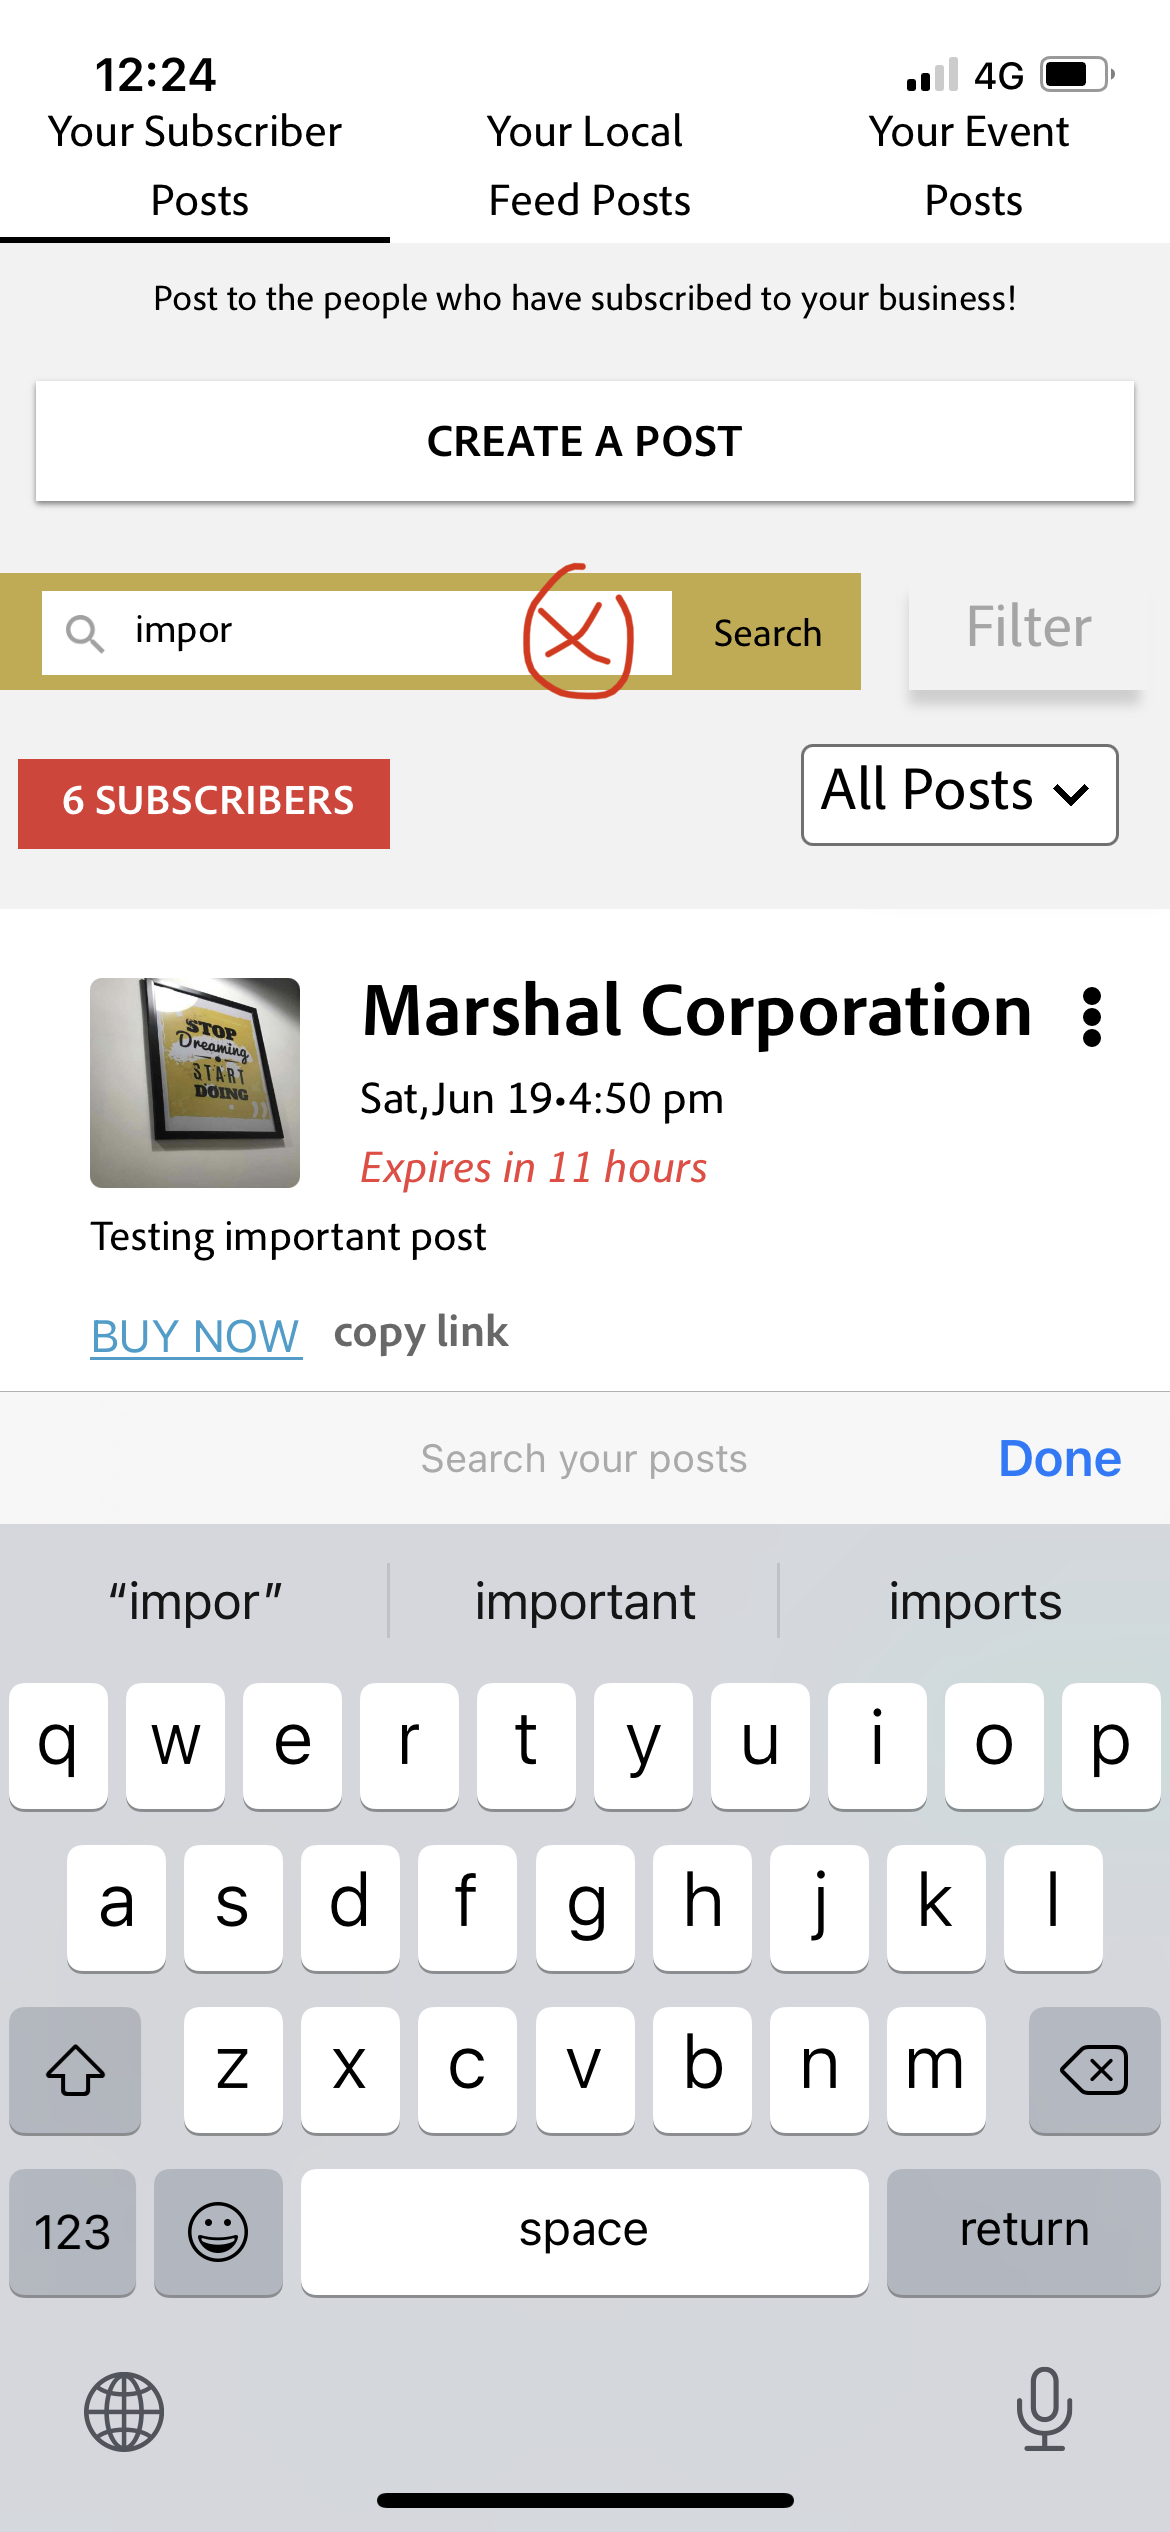 12:24 4G
Your Subscriber Posts
Your Local Feed Posts
Your Event Posts
Post to the people who have subscribed to your business!
CREATE A POST
impor X Search Filter
6 SUBSCRIBERS All Posts
STOP
Dreaming
START
DOING
Marshal Corporation
Sat,Jun 19•4:50 pm
Expires in 11 hours
Testing important post
BUY NOW copy link
Search your posts Done
“impor” important imports
q w e r t y u i o p
a s d f g h j k l
z x c v b n m
123 space return